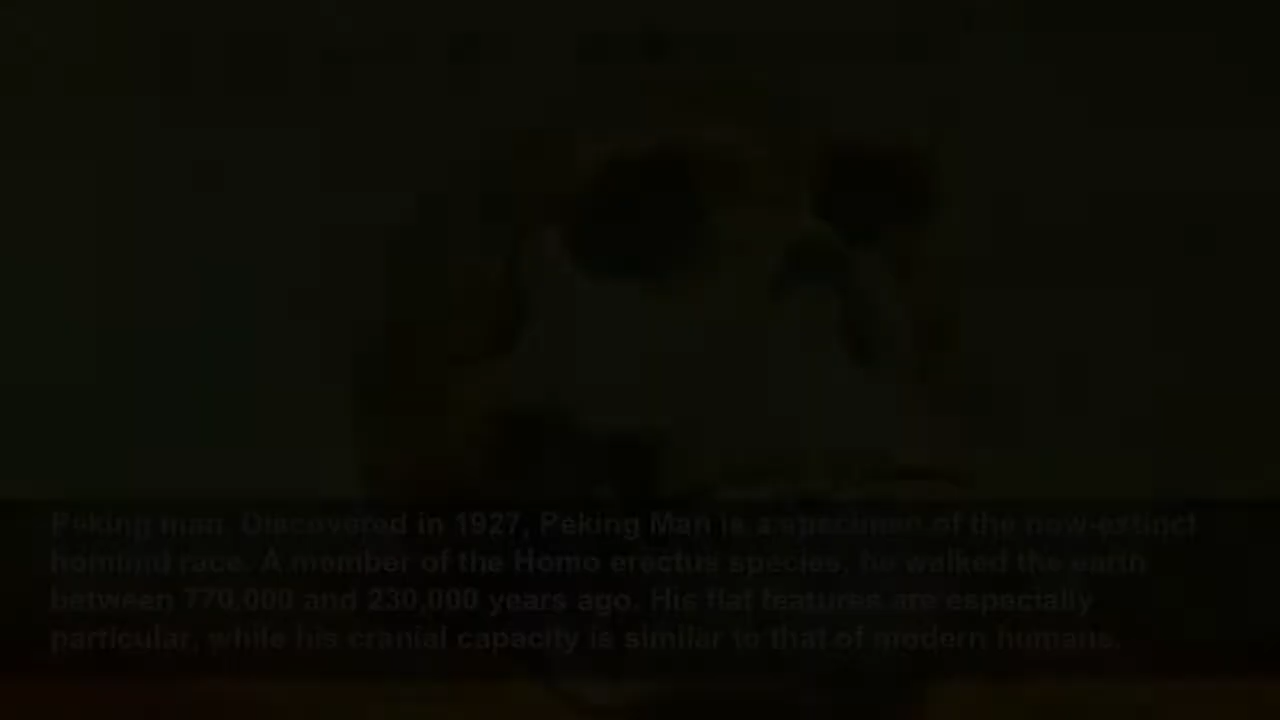 Peking man. Discovered in 1927, Peking Man is a specimen of the now-extinct
hominid race. A member of the Homo erectus species, he walked the earth
between 770,000 and 230,000 years ago. His flat features are especially
particular, while his cranial capacity is similar to that of modern humans.